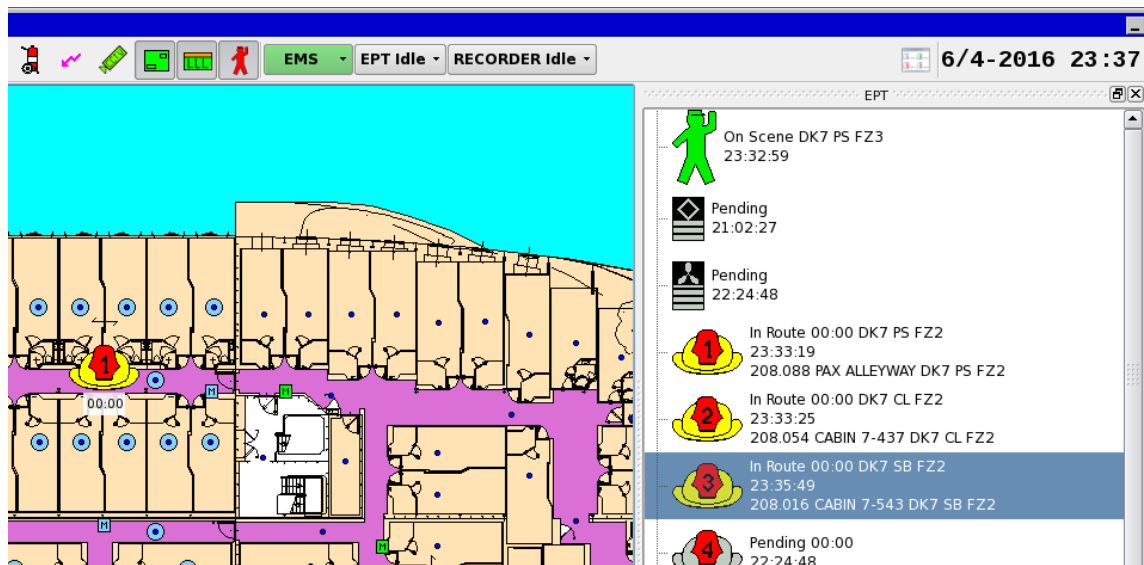 EMS
EPT Idle
RECORDER Idle
6/4-2016 23:37
EPT
On Scene DK7 PS FZ3
23:32:59
Pending
21:02:27
Pending
22:24:48
1
In Route 00:00 DK7 PS FZ2
23:33:19
208.088 PAX ALLEYWAY DK7 PS FZ2
2
In Route 00:00 DK7 CL FZ2
23:33:25
208.054 CABIN 7-437 DK7 CL FZ2
3
In Route 00:00 DK7 SB FZ2
23:35:49
208.016 CABIN 7-543 DK7 SB FZ2
4
Pending 00:00
22:24:48
1
00:00
M
M
M
M